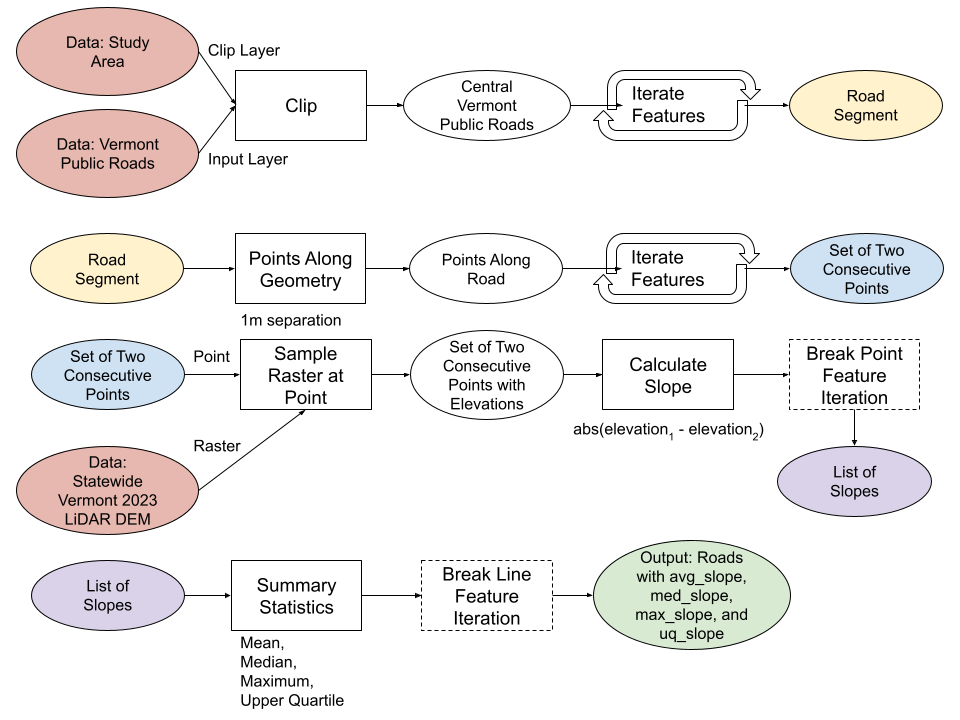 Data: Study
Area
Clip Layer
Clip
Central
Vermont
Public Roads
Iterate
Features
Road
Segment
Data: Vermont
Public Roads
Input Layer
Road
Segment
Points Along
Geometry
1m separation
Points Along
Road
Iterate
Features
Set of Two
Consecutive
Points
Set of Two
Consecutive
Points
Point
Sample
Raster at
Point
Set of Two
Consecutive
Points with
Elevations
Calculate
Slope
abs(elevation1 - elevation2)
Break Point
Feature
Iteration
Raster
Data:
Statewide
Vermont 2023
LiDAR DEM
List of
Slopes
List of
Slopes
Summary
Statistics
Mean,
Median,
Maximum,
Upper Quartile
Break Line
Feature
Iteration
Output: Roads
with avg_slope,
med_slope,
max_slope, and
uq_slope